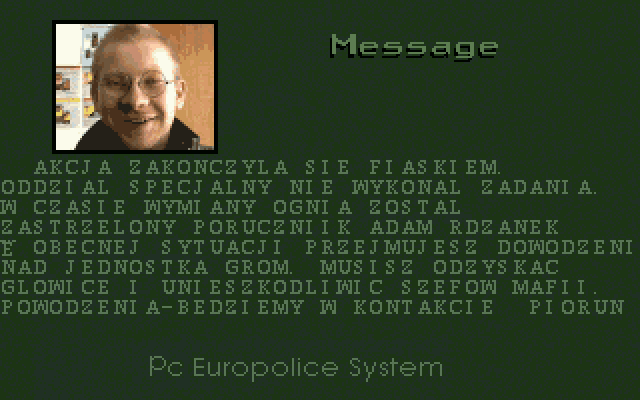 Message
AKCJA ZAKONCZYLA SIE FIASKIEM.
ODDZIAL SPECJALNY NIE WYKONAL ZADANIA.
W CZASIE WYMIANY OGNIA ZOSTAL
ZASTRZELONY PORUCZNIIK ADAM RDZANEK
OBECNEJ SYTUACJI PRZEJMUJESZ DOWODZENI
NAD JEDNOSTKA GROM. MUSISZ ODZYSKAC
GLOWICE I UNIESZKODLIWIC SZEFOW MAFII.
POWODZENIA-BEDZIEMY W KONTAKCIE PIORUN
Pc Europolice System